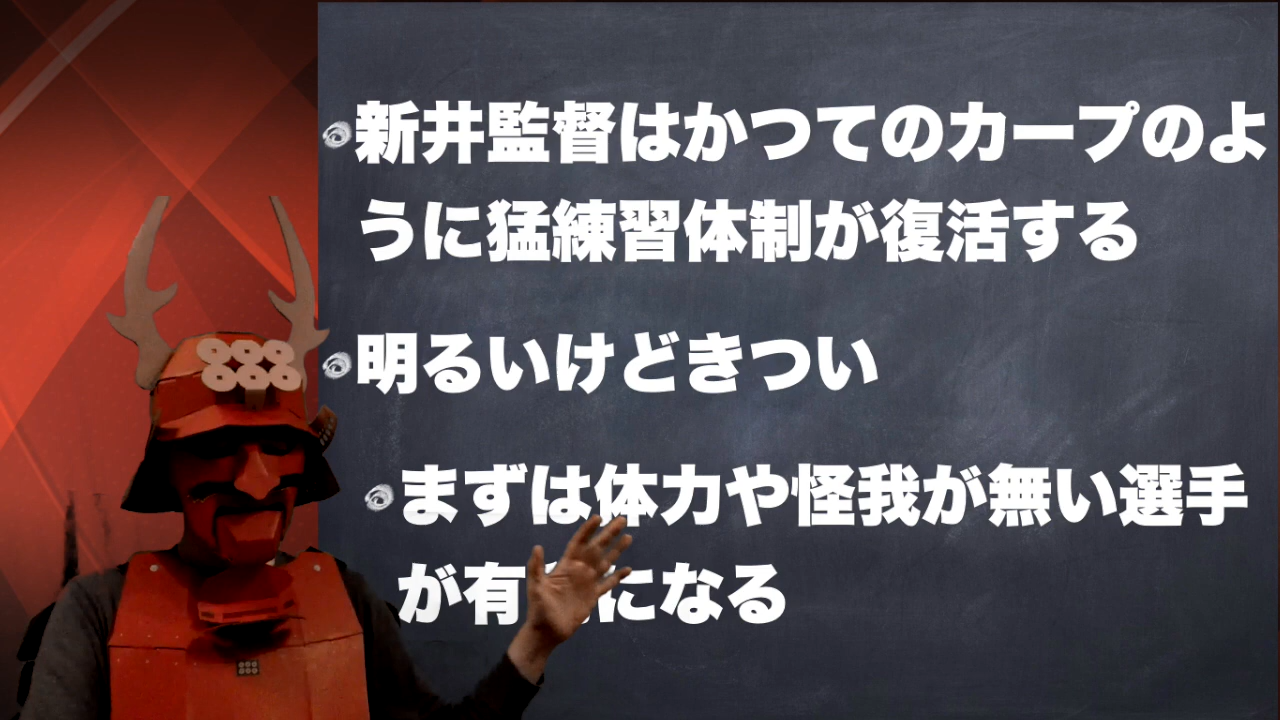 新井監督はかつてのカープのよ
うに猛練習体制が復活する
明るいけどきつい
まずは体力や怪我が無い選手
が有 になる